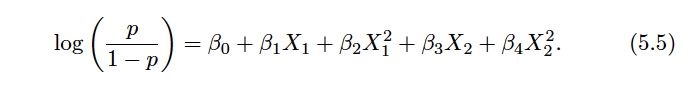 log(p/(1 − p)) = β₀ + β₁X₁ + β₂X₁² + β₃X₂ + β₄X₂². (5.5)